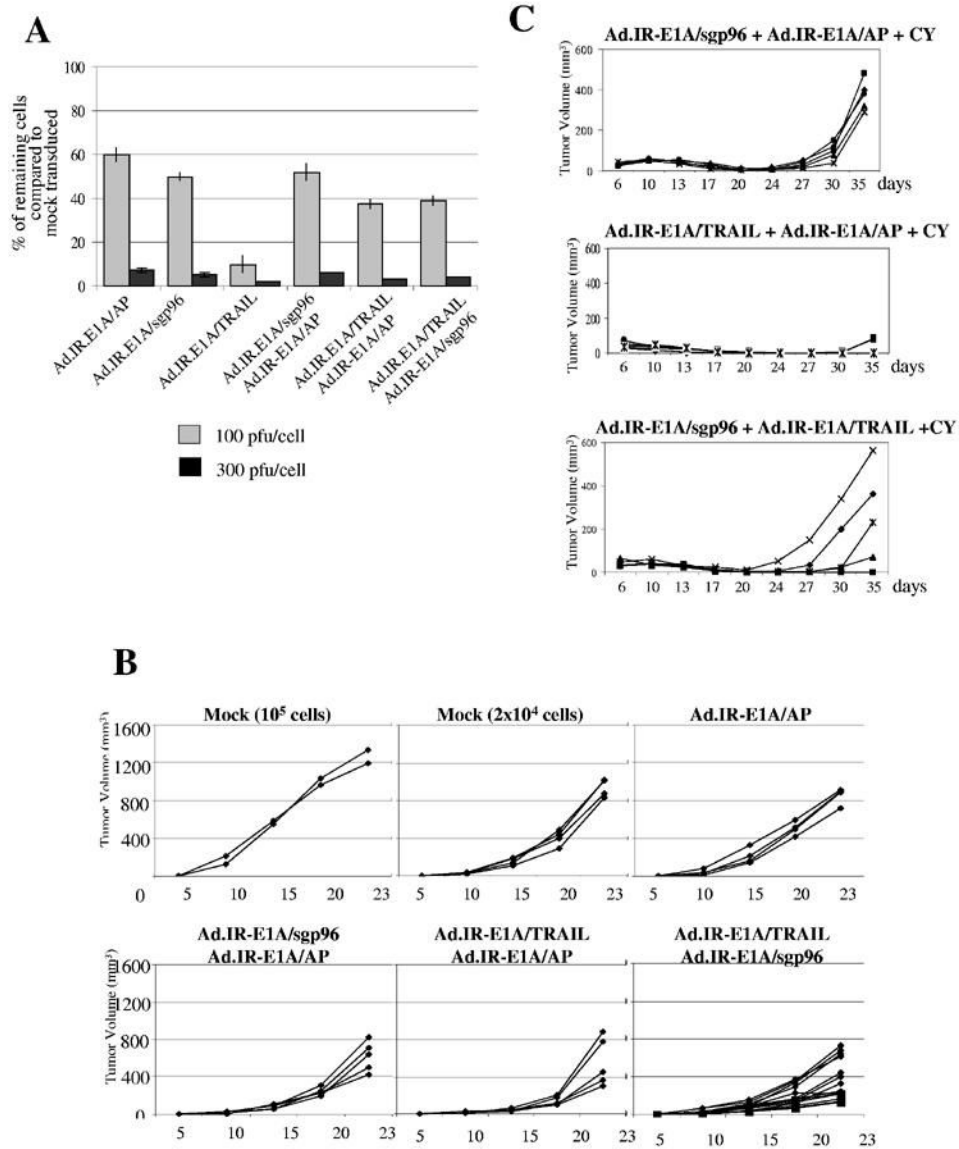 A
% of remaining cells
compared to
mock transduced
100
80
60
40
20
0
Ad.IR.E1A/AP
Ad.IR.E1A/sgp96
Ad.IR-E1A/TRAIL
Ad.IR.E1A/sgp96
Ad.IR-E1A/AP
Ad.IR-E1A/TRAIL
Ad.IR-E1A/AP
Ad.IR.E1A/TRAIL
Ad.IR-E1A/sgp96
100 pfu/cell
300 pfu/cell
C
Ad.IR-E1A/sgp96 + Ad.IR-E1A/AP + CY
Tumor Volume (mm³)
600
400
200
0
6 10 13 17 20 24 27 30 35 days
Ad.IR-E1A/TRAIL + Ad.IR-E1A/AP + CY
Tumor Volume (mm³)
600
400
200
0
6 10 13 17 20 24 27 30 35 days
Ad.IR-E1A/sgp96 + Ad.IR-E1A/TRAIL +CY
Tumor Volume (mm³)
600
400
200
0
6 10 13 17 20 24 27 30 35 days
B
Mock (10⁵ cells)
Mock (2x10⁴ cells)
Ad.IR-E1A/AP
Tumor Volume (mm³)
1600
1200
800
400
0
5 10 15 20 23
5 10 15 20 23
5 10 15 20 23
Ad.IR-E1A/sgp96
Ad.IR-E1A/AP
Ad.IR-E1A/TRAIL
Ad.IR-E1A/AP
Ad.IR-E1A/TRAIL
Ad.IR-E1A/sgp96
Tumor Volume (mm³)
1600
1200
800
400
0
5 10 15 20 23
5 10 15 20 23
5 10 15 20 23